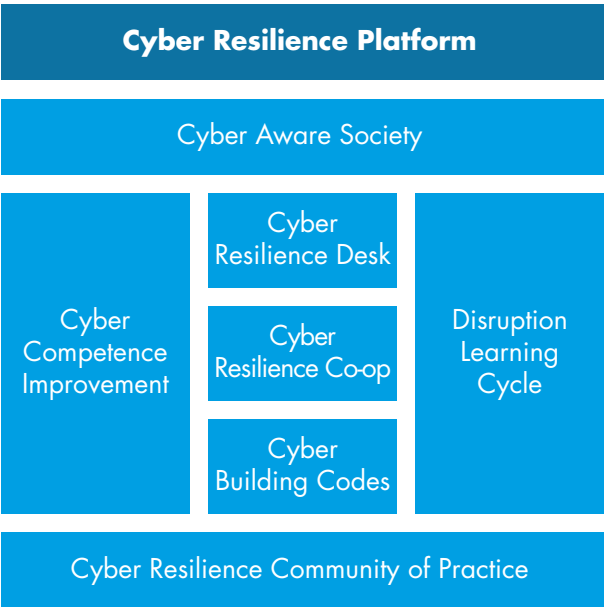 Cyber Resilience Platform
Cyber Aware Society
Cyber
Competence
Improvement
Cyber
Resilience Desk
Cyber
Resilience Co-op
Cyber
Building Codes
Disruption
Learning
Cycle
Cyber Resilience Community of Practice